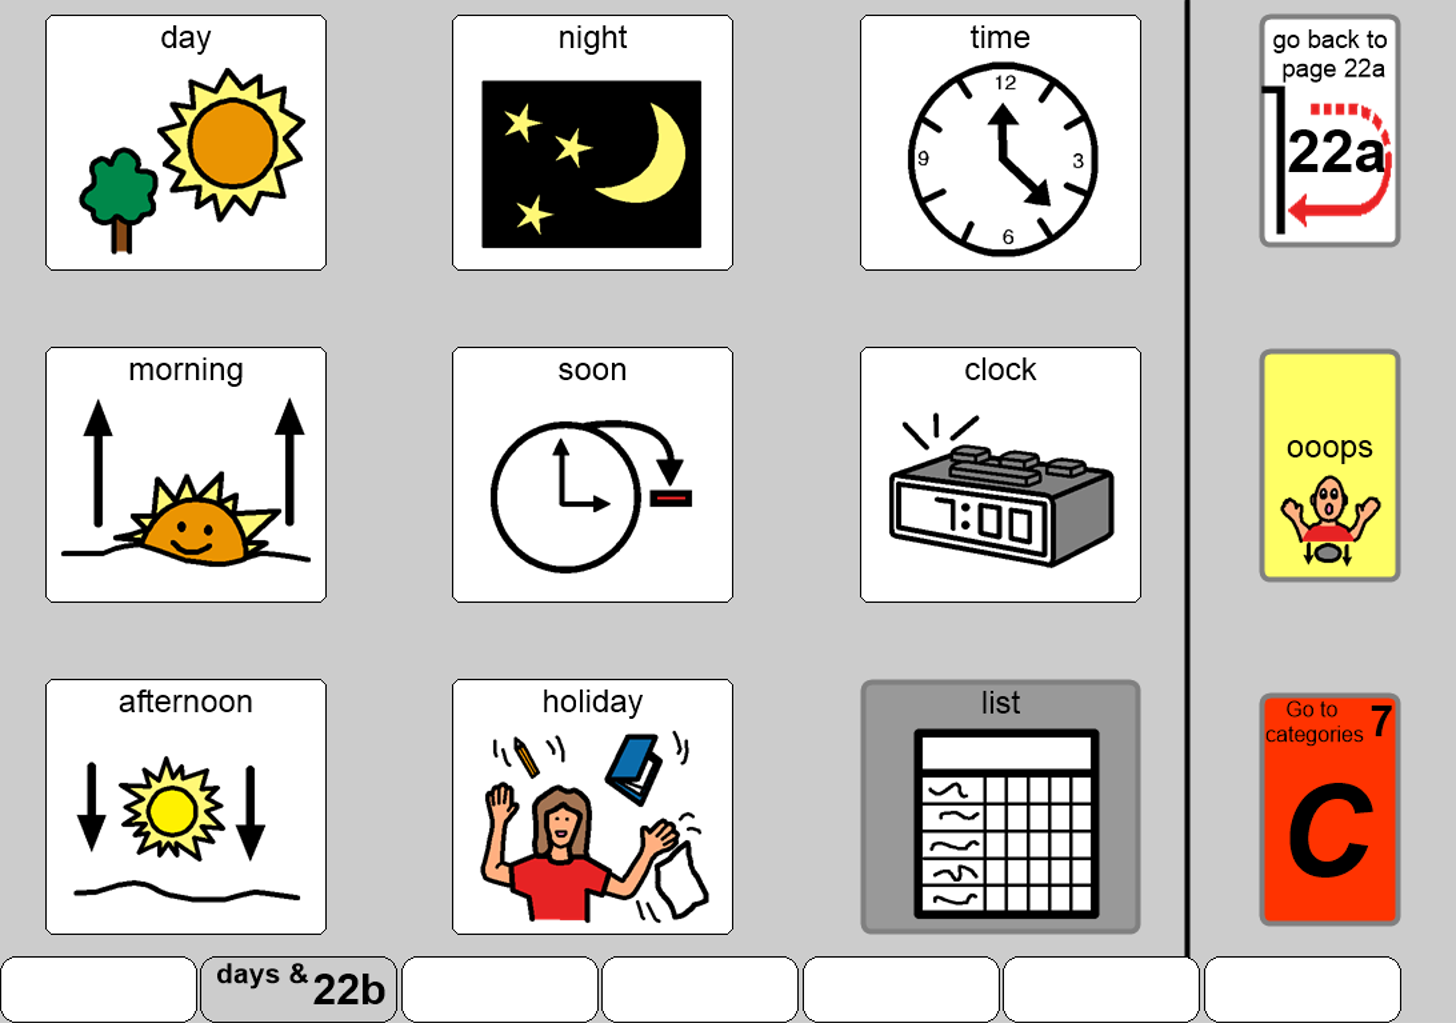 day
night
time
12
9
3
6
go back to
page 22a
22a
morning
soon
clock
7:00
ooops
afternoon
holiday
list
Go to
categories 7
C
days & 22b